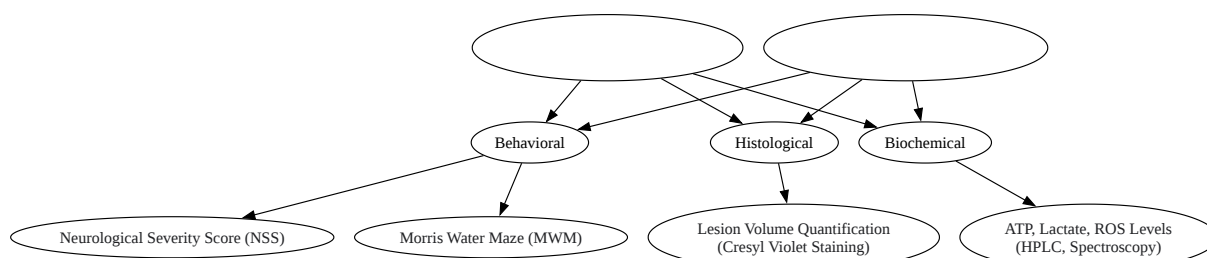 Behavioral
Histological
Biochemical
Neurological Severity Score (NSS)
Morris Water Maze (MWM)
Lesion Volume Quantification
(Cresyl Violet Staining)
ATP, Lactate, ROS Levels
(HPLC, Spectroscopy)